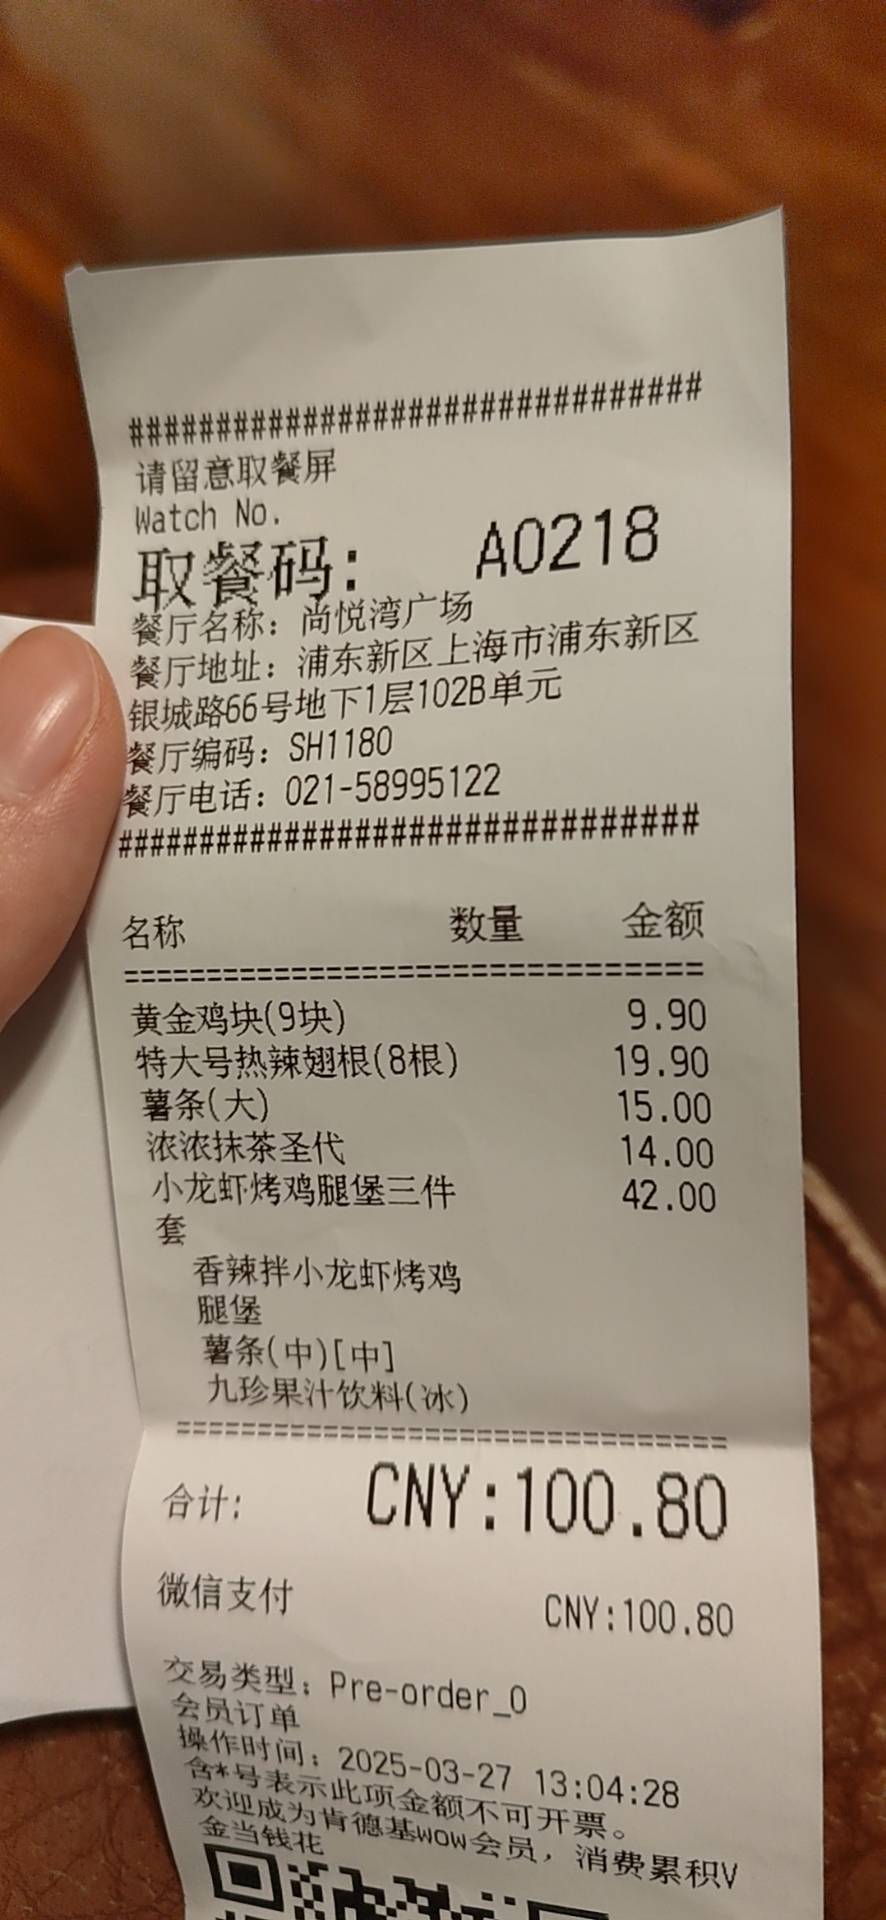 ################################
请留意取餐屏
Watch No.
取餐码: A0218
餐厅名称: 尚悦湾广场
餐厅地址: 浦东新区上海市浦东新区
银城路66号地下1层102B单元
餐厅编码: SH1180
餐厅电话: 021-58995122
################################
名称 数量 金额
================================
黄金鸡块(9块) 9.90
特大号热辣翅根(8根) 19.90
薯条(大) 15.00
浓浓抹茶圣代 14.00
小龙虾烤鸡腿堡三件 42.00
套
香辣拌小龙虾烤鸡
腿堡
薯条(中)[中]
九珍果汁饮料(冰)
================================
合计: CNY:100.80
微信支付 CNY:100.80
交易类型: Pre-order_0
会员订单
操作时间: 2025-03-27 13:04:28
含*号表示此项金额不可开票。
欢迎成为肯德基WOW会员, 消费累积V
金当钱花